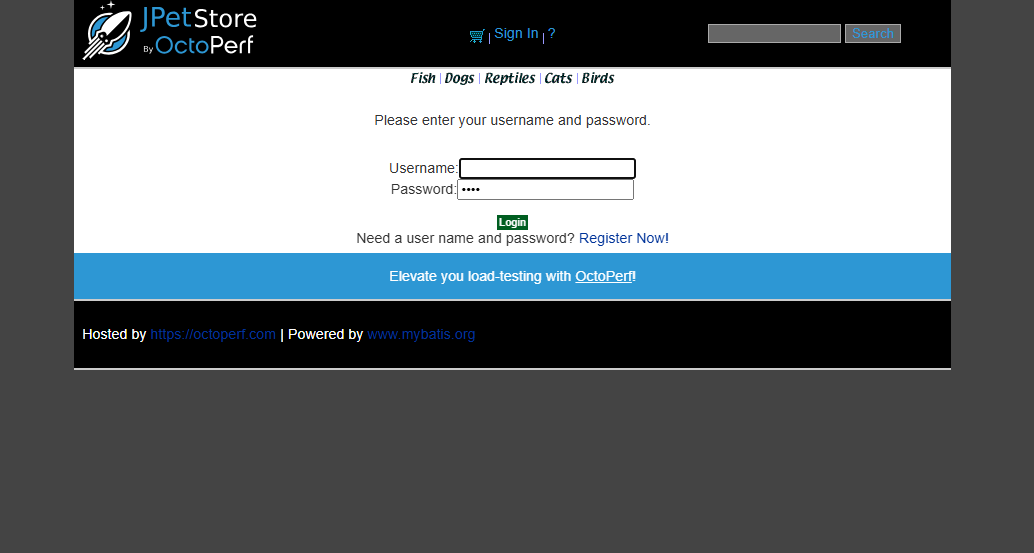 JPetStore
By OctoPerf
| Sign In | ?
Search
Fish | Dogs | Reptiles | Cats | Birds
Please enter your username and password.
Username:
Password: ••••
Login
Need a user name and password? Register Now!
Elevate you load-testing with OctoPerf!
Hosted by https://octoperf.com | Powered by www.mybatis.org